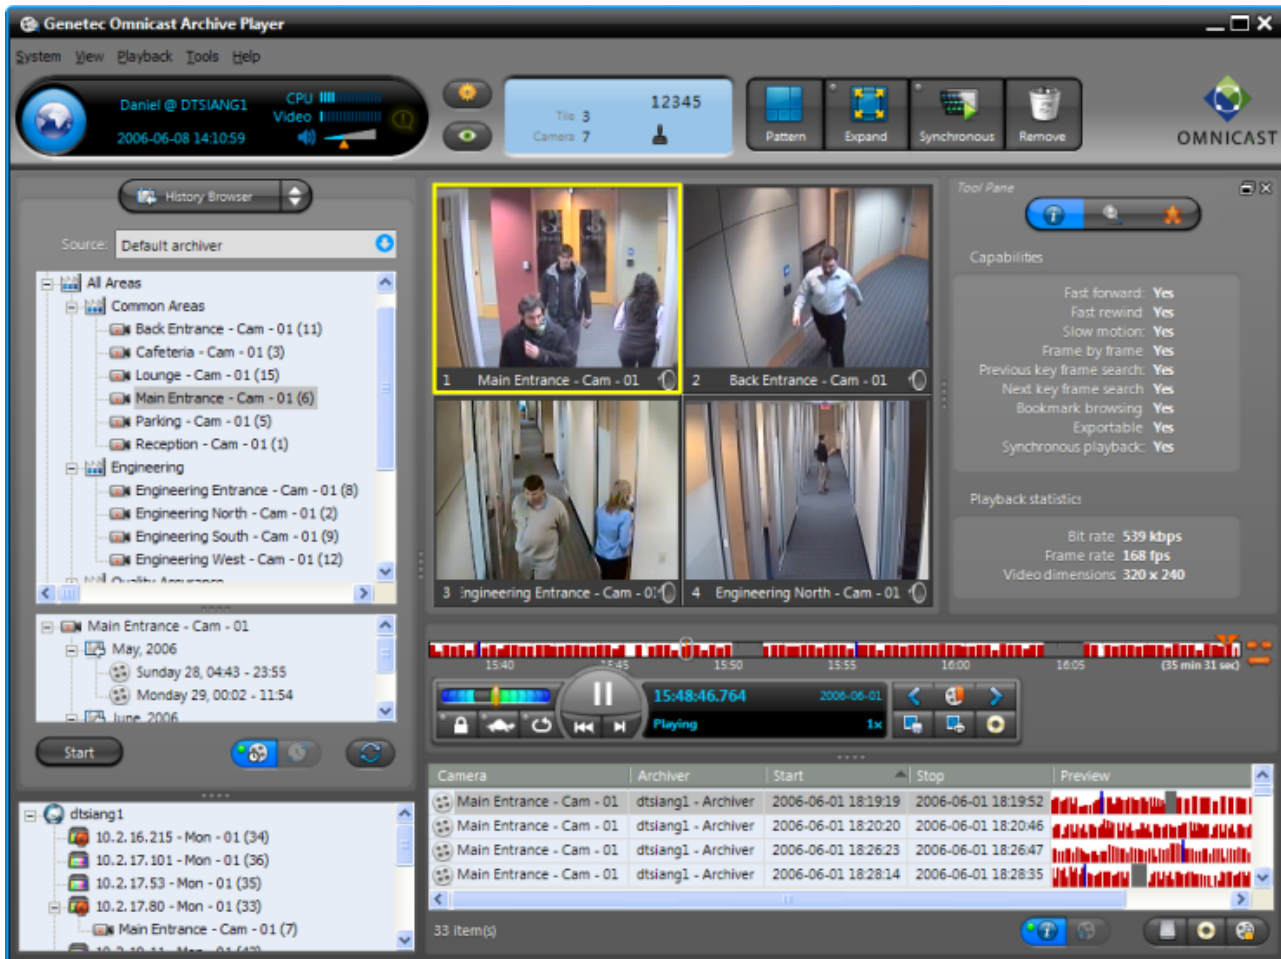 Genetec Omnicast Archive Player
System View Playback Tools Help
Daniel @ DTSIANG1
CPU
Video
2006-06-08 14:10:59
Tile 3
12345
Camera 7
Pattern
Expand
Synchronous
Remove
OMNICAST
History Browser
Source: Default archiver
All Areas
Common Areas
Back Entrance - Cam - 01 (11)
Cafeteria - Cam - 01 (3)
Lounge - Cam - 01 (15)
Main Entrance - Cam - 01 (6)
Parking - Cam - 01 (5)
Reception - Cam - 01 (1)
Engineering
Engineering Entrance - Cam - 01 (8)
Engineering North - Cam - 01 (2)
Engineering South - Cam - 01 (9)
Engineering West - Cam - 01 (12)
Quality Assurance
Main Entrance - Cam - 01
May, 2006
Sunday 28, 04:43 - 23:55
Monday 29, 00:02 - 11:54
June, 2006
Start
dtsiang1
10.2.16.215 - Mon - 01 (34)
10.2.17.101 - Mon - 01 (36)
10.2.17.53 - Mon - 01 (35)
10.2.17.80 - Mon - 01 (33)
Main Entrance - Cam - 01 (7)
1 Main Entrance - Cam - 01
2 Back Entrance - Cam - 01
3 ngineering Entrance - Cam - 01
4 Engineering North - Cam - 01
Tool Pane
Capabilities
Fast forward: Yes
Fast rewind Yes
Slow motion: Yes
Frame by frame Yes
Previous key frame search: Yes
Next key frame search Yes
Bookmark browsing Yes
Exportable Yes
Synchronous playback: Yes
Playback statistics
Bit rate 539 kbps
Frame rate 168 fps
Video dimensions 320 x 240
15:40 15:45 15:50 15:55 16:00 16:05 (35 min 31 sec)
15:48:46.764 2006-06-01
Playing 1x
Camera Archiver Start Stop Preview
Main Entrance - Cam - 01 dtsiang1 - Archiver 2006-06-01 18:19:19 2006-06-01 18:19:52
Main Entrance - Cam - 01 dtsiang1 - Archiver 2006-06-01 18:20:20 2006-06-01 18:20:46
Main Entrance - Cam - 01 dtsiang1 - Archiver 2006-06-01 18:26:23 2006-06-01 18:26:47
Main Entrance - Cam - 01 dtsiang1 - Archiver 2006-06-01 18:28:14 2006-06-01 18:28:35
33 item(s)